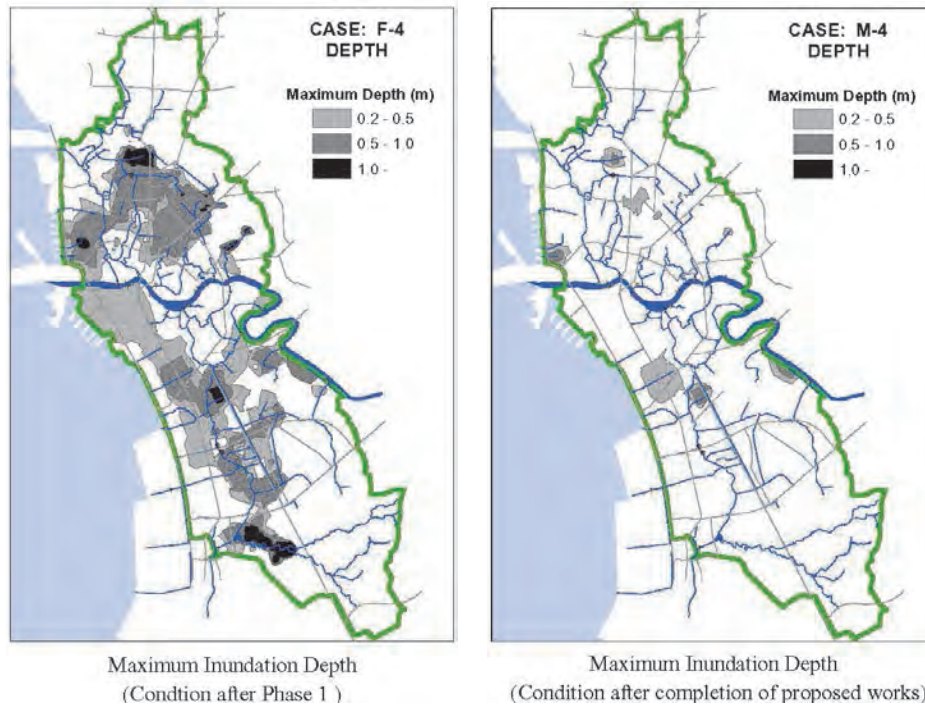 CASE: F-4
DEPTH
Maximum Depth (m)
0.2 - 0.5
0.5 - 1.0
1.0 -
CASE: M-4
DEPTH
Maximum Depth (m)
0.2 - 0.5
0.5 - 1.0
1.0 -
Maximum Inundation Depth
(Condtion after Phase 1 )
Maximum Inundation Depth
(Condition after completion of proposed works)